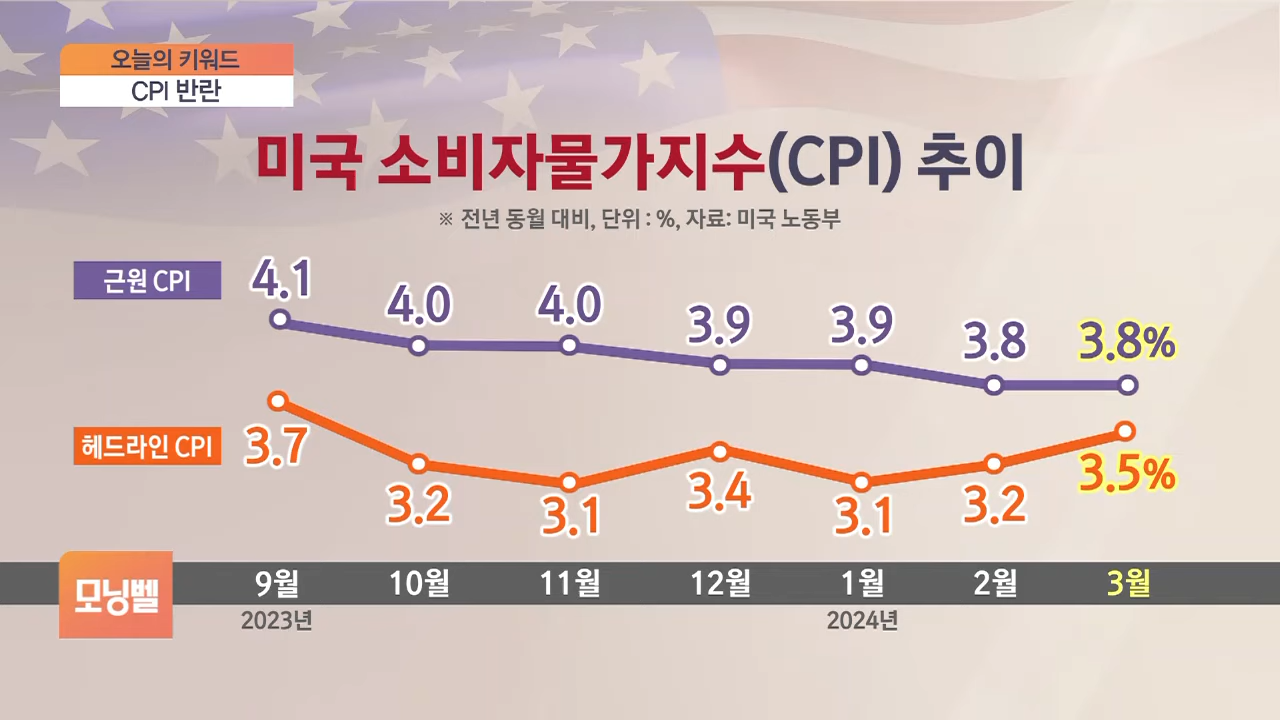 오늘의 키워드
CPI 반란
미국 소비자물가지수(CPI) 추이
※ 전년 동월 대비, 단위 : %, 자료: 미국 노동부
근원 CPI
4.1 4.0 4.0 3.9 3.9 3.8 3.8%
헤드라인 CPI
3.7 3.2 3.1 3.4 3.1 3.2 3.5%
모닝벨
9월 10월 11월 12월 1월 2월 3월
2023년 2024년